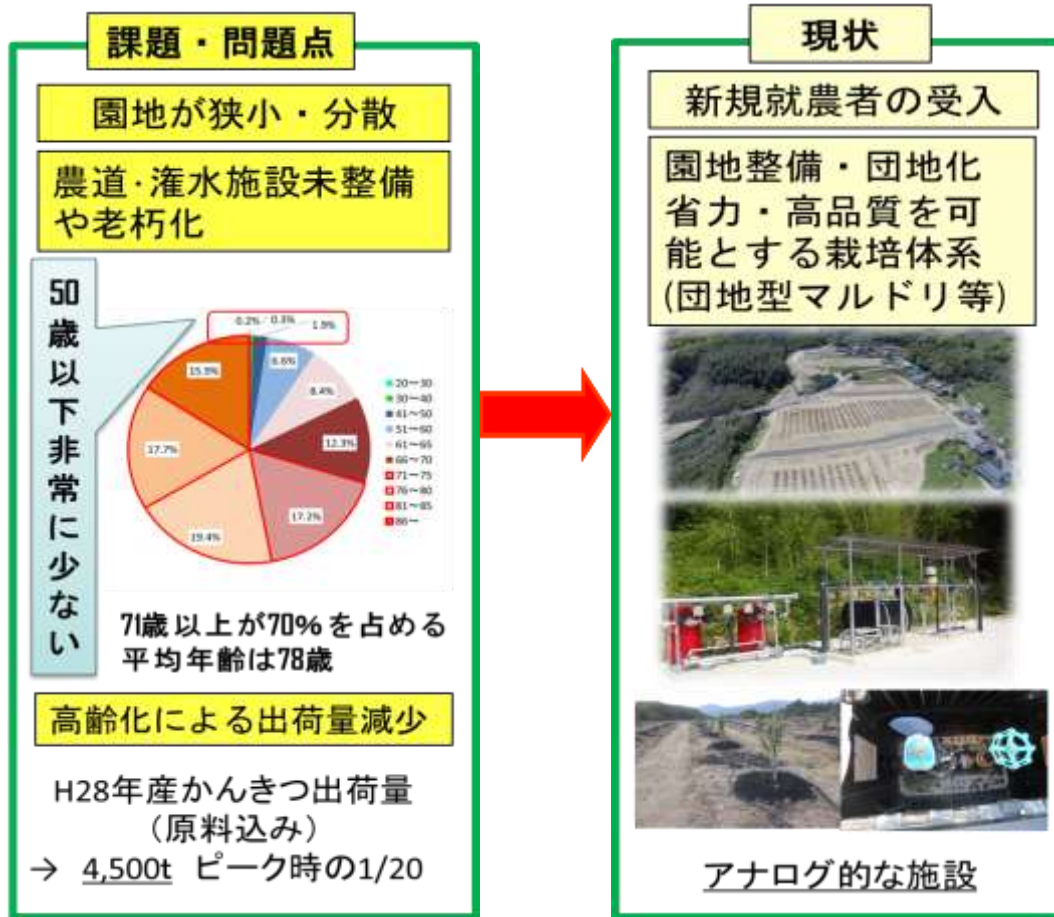 課題・問題点
園地が狭小・分散
農道・潅水施設未整備
や老朽化
50歳以下非常に少ない
0.2%
0.3%
1.9%
6.6%
8.4%
12.3%
17.2%
19.4%
17.7%
15.9%
20～30
30～40
41～50
51～60
61～65
66～70
71～75
76～80
81～85
86～
71歳以上が70%を占める
平均年齢は78歳
高齢化による出荷量減少
H28年産かんきつ出荷量
（原料込み）
→ 4,500t ピーク時の1/20
現状
新規就農者の受入
園地整備・団地化
省力・高品質を可
能とする栽培体系
(団地型マルドリ等)
アナログ的な施設